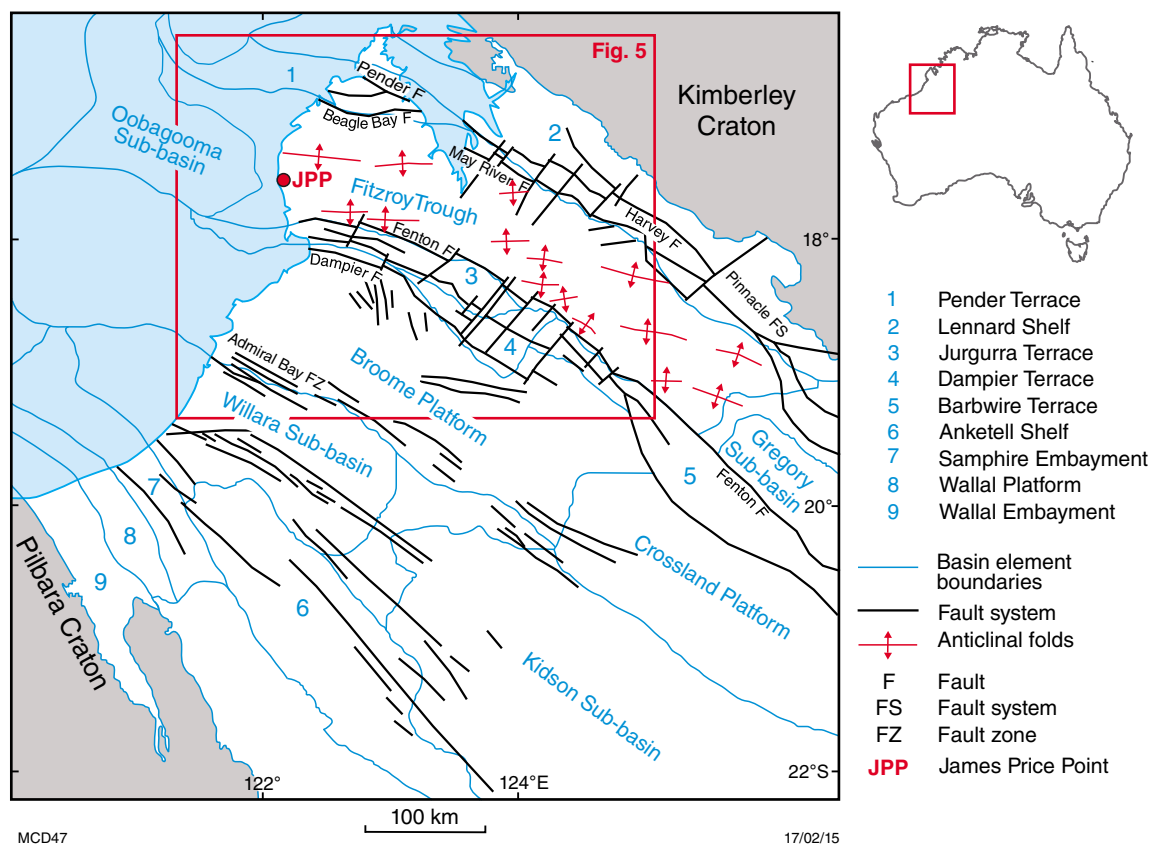 Fig. 5
1
Pender F
Beagle Bay F
Oobagooma
Sub-basin
Kimberley
Craton
2
May River F
JPP
FitzroyTrough
Harvey F
18°
Fenton F
Dampier F
3
Pinnacle FS
4
Admiral Bay FZ
Broome Platform
Willara Sub-basin
Gregory
Sub-basin
5
Fenton F
20°
7
8
9
Pilbara Craton
6
Crossland Platform
Kidson Sub-basin
122°
124°E
22°S
100 km
MCD47
17/02/15
1 Pender Terrace
2 Lennard Shelf
3 Jurgurra Terrace
4 Dampier Terrace
5 Barbwire Terrace
6 Anketell Shelf
7 Samphire Embayment
8 Wallal Platform
9 Wallal Embayment
Basin element
boundaries
Fault system
Anticlinal folds
F Fault
FS Fault system
FZ Fault zone
JPP James Price Point